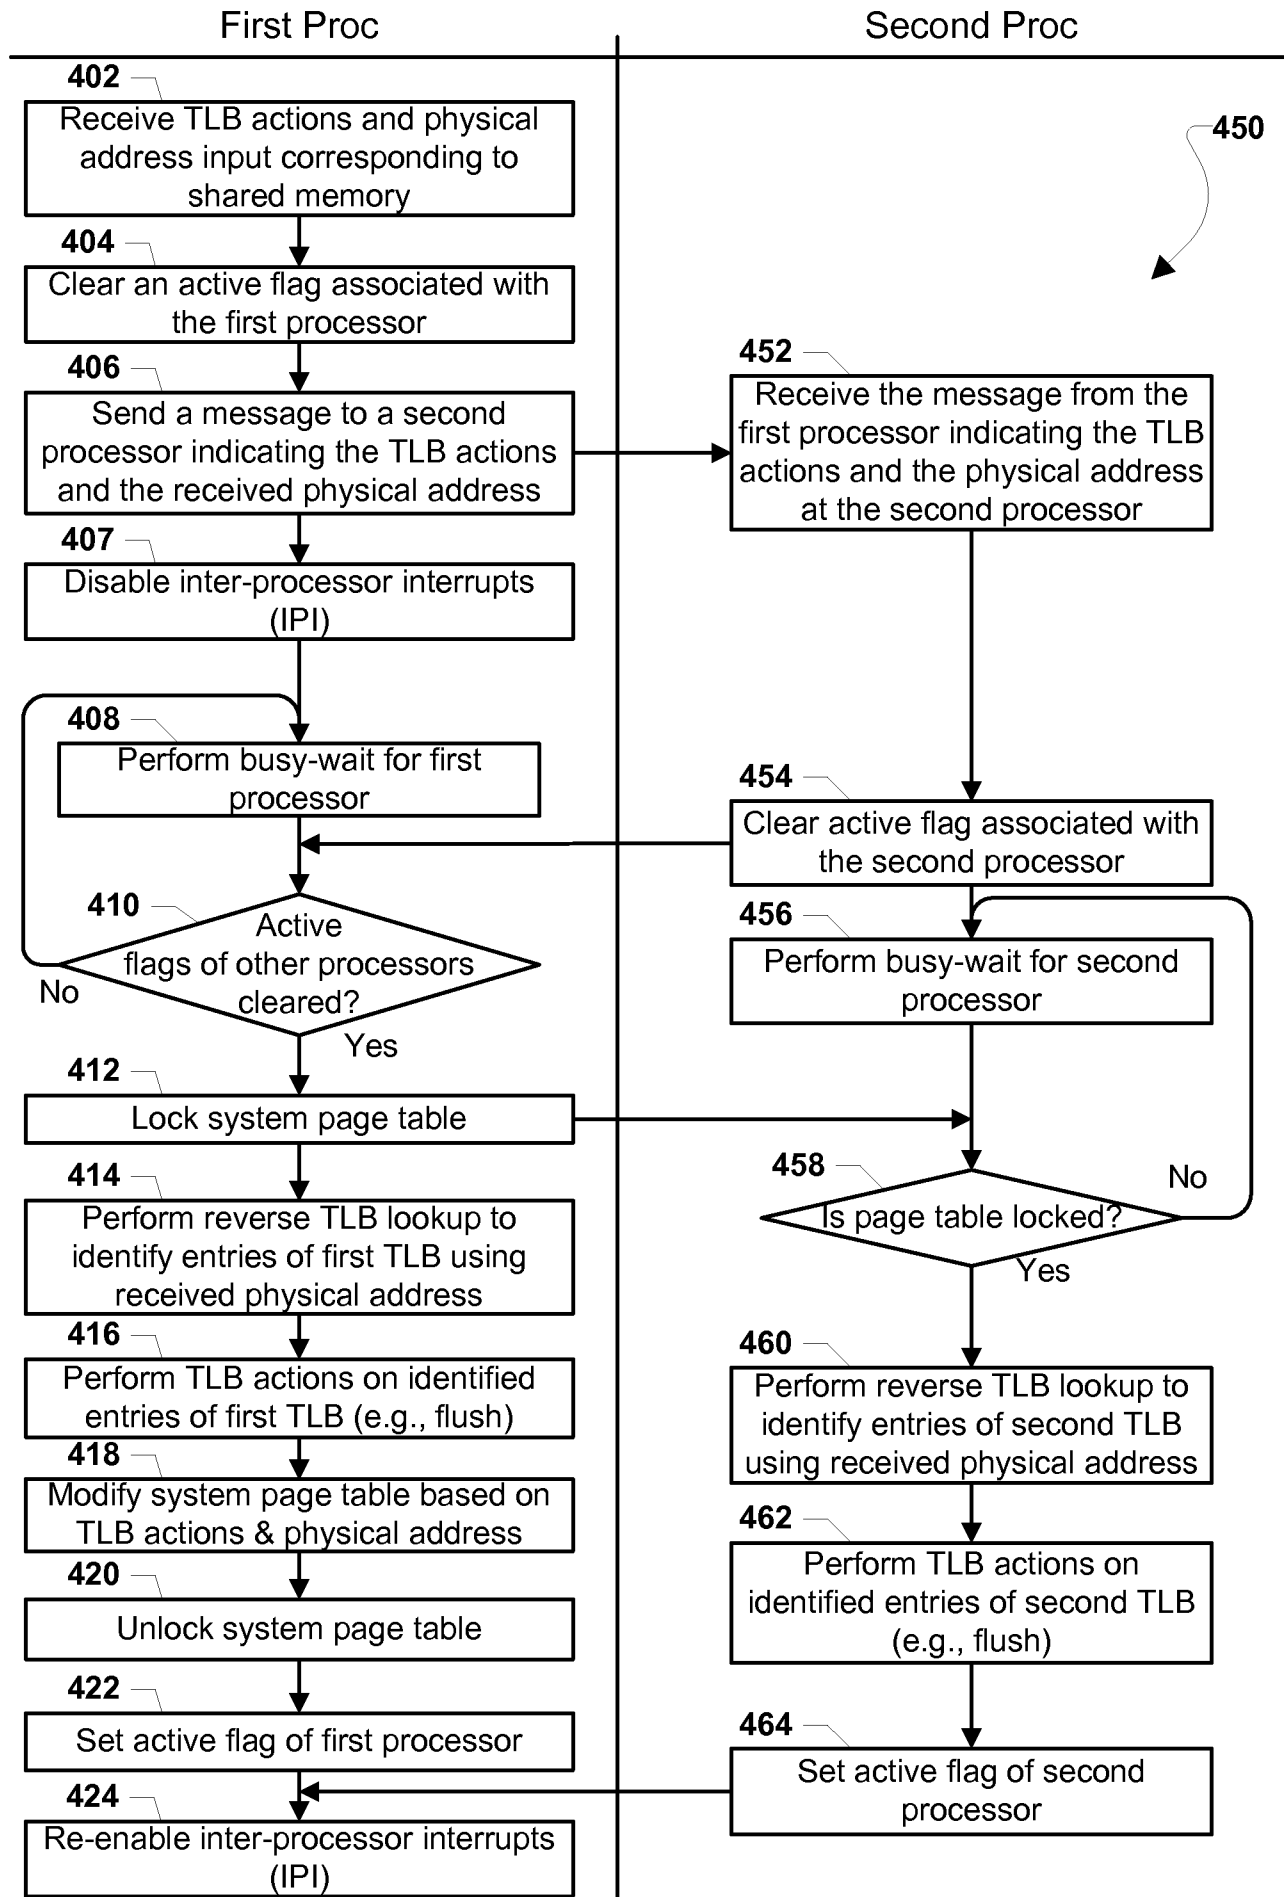 First Proc
Second Proc
402
Receive TLB actions and physical
address input corresponding to
shared memory
450
404
Clear an active flag associated with
the first processor
406
Send a message to a second
processor indicating the TLB actions
and the received physical address
452
Receive the message from the
first processor indicating the TLB
actions and the physical address
at the second processor
407
Disable inter-processor interrupts
(IPI)
408
Perform busy-wait for first
processor
454
Clear active flag associated with
the second processor
410
Active
flags of other processors
cleared?
No
Yes
456
Perform busy-wait for second
processor
412
Lock system page table
458
Is page table locked?
No
Yes
414
Perform reverse TLB lookup to
identify entries of first TLB using
received physical address
416
Perform TLB actions on identified
entries of first TLB (e.g., flush)
460
Perform reverse TLB lookup to
identify entries of second TLB
using received physical address
418
Modify system page table based on
TLB actions & physical address
462
Perform TLB actions on
identified entries of second TLB
(e.g., flush)
420
Unlock system page table
422
Set active flag of first processor
464
Set active flag of second
processor
424
Re-enable inter-processor interrupts
(IPI)